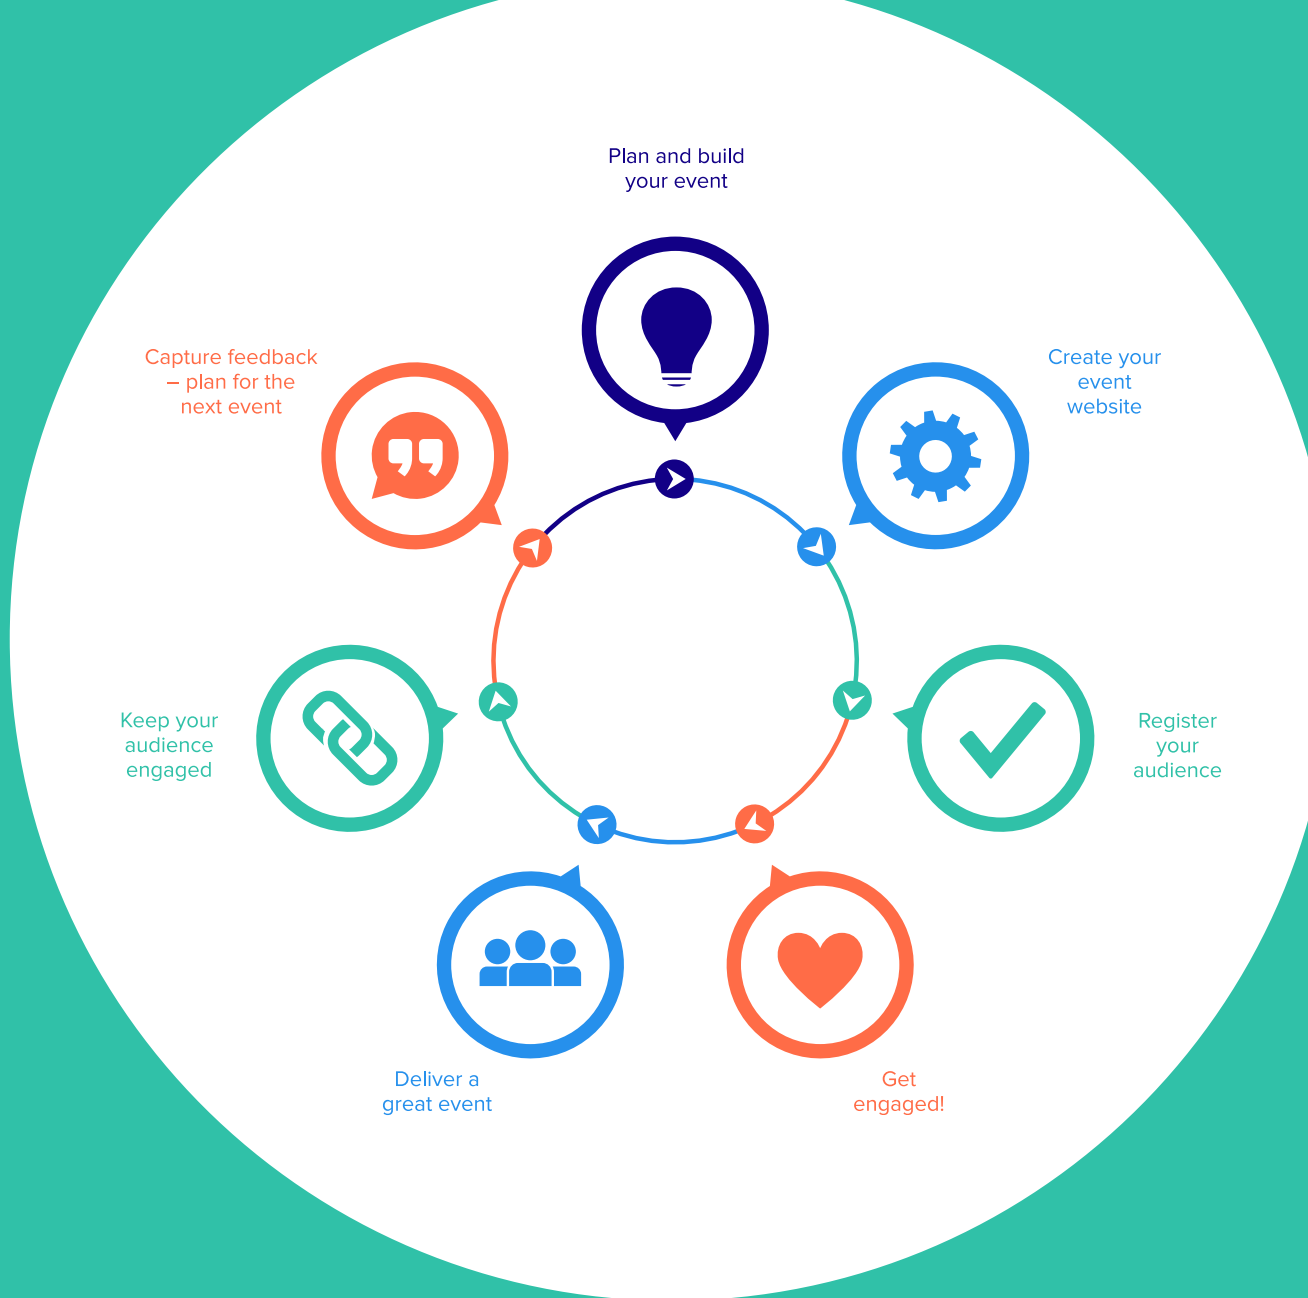 Plan and build
your event
Create your
event
website
Register
your
audience
Get
engaged!
Deliver a
great event
Keep your
audience
engaged
Capture feedback
– plan for the
next event